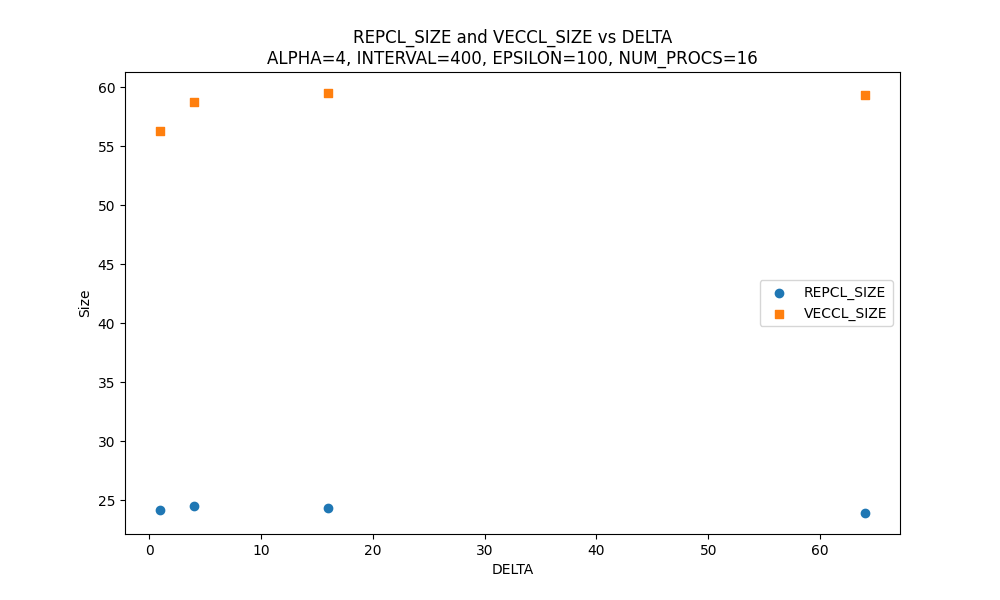 REPCL_SIZE and VECCL_SIZE vs DELTA
ALPHA=4, INTERVAL=400, EPSILON=100, NUM_PROCS=16
60
55
50
45
40
35
30
25
Size
REPCL_SIZE
VECCL_SIZE
0 10 20 30 40 50 60
DELTA